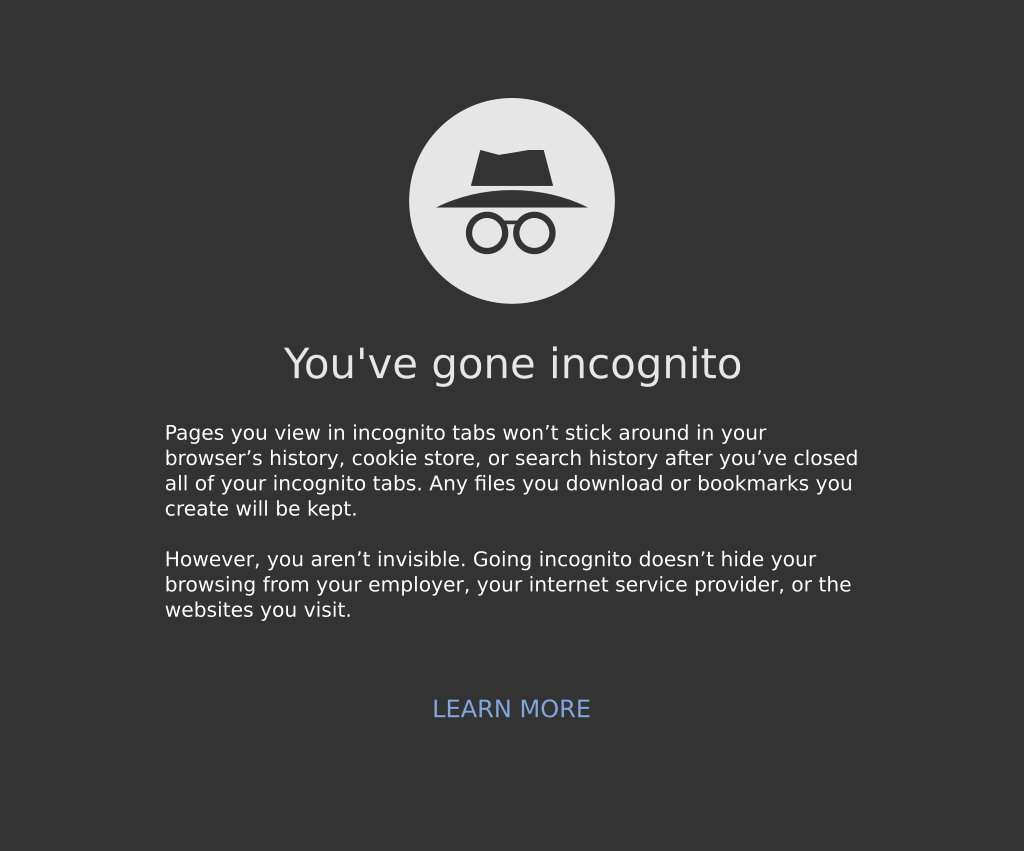 You've gone incognito
Pages you view in incognito tabs won’t stick around in your
browser’s history, cookie store, or search history after you’ve closed
all of your incognito tabs. Any files you download or bookmarks you
create will be kept.
However, you aren’t invisible. Going incognito doesn’t hide your
browsing from your employer, your internet service provider, or the
websites you visit.
LEARN MORE